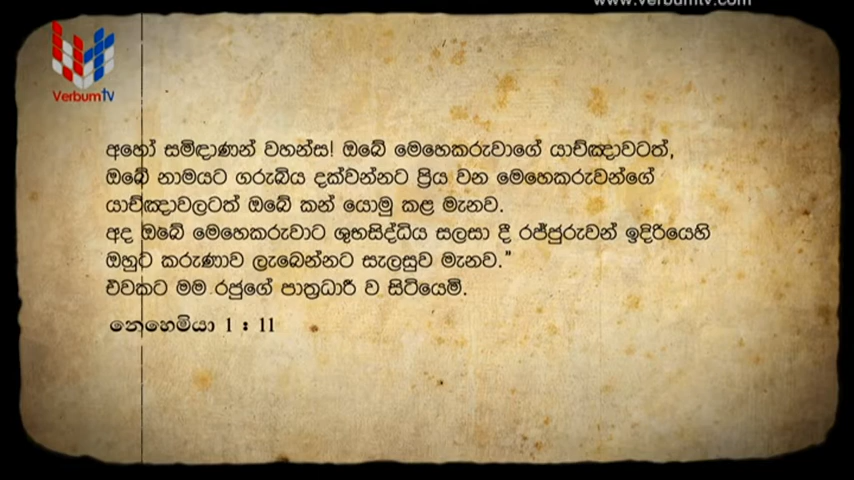 www.verbumtv.com
Verbum tv
අහෝ සමිඳාණන් වහන්ස! ඔබේ මෙහෙකරුවාගේ යාච්ඤාවටත්,
ඔබේ නාමයට ගරුබිය දක්වන්නට ප්‍රිය වන මෙහෙකරුවන්ගේ
යාච්ඤාවලටත් ඔබේ කන් යොමු කළ මැනව.
අද ඔබේ මෙහෙකරුවාට ශුභසිද්ධිය සලසා දී රජ්ජුරුවන් ඉදිරියෙහි
ඔහුට කරුණාව ලැබෙන්නට සැලසුව මැනව."
එවකට මම රජුගේ පාත්‍රධාරී ව සිටියෙමි.
නෙහෙමියා 1 : 11